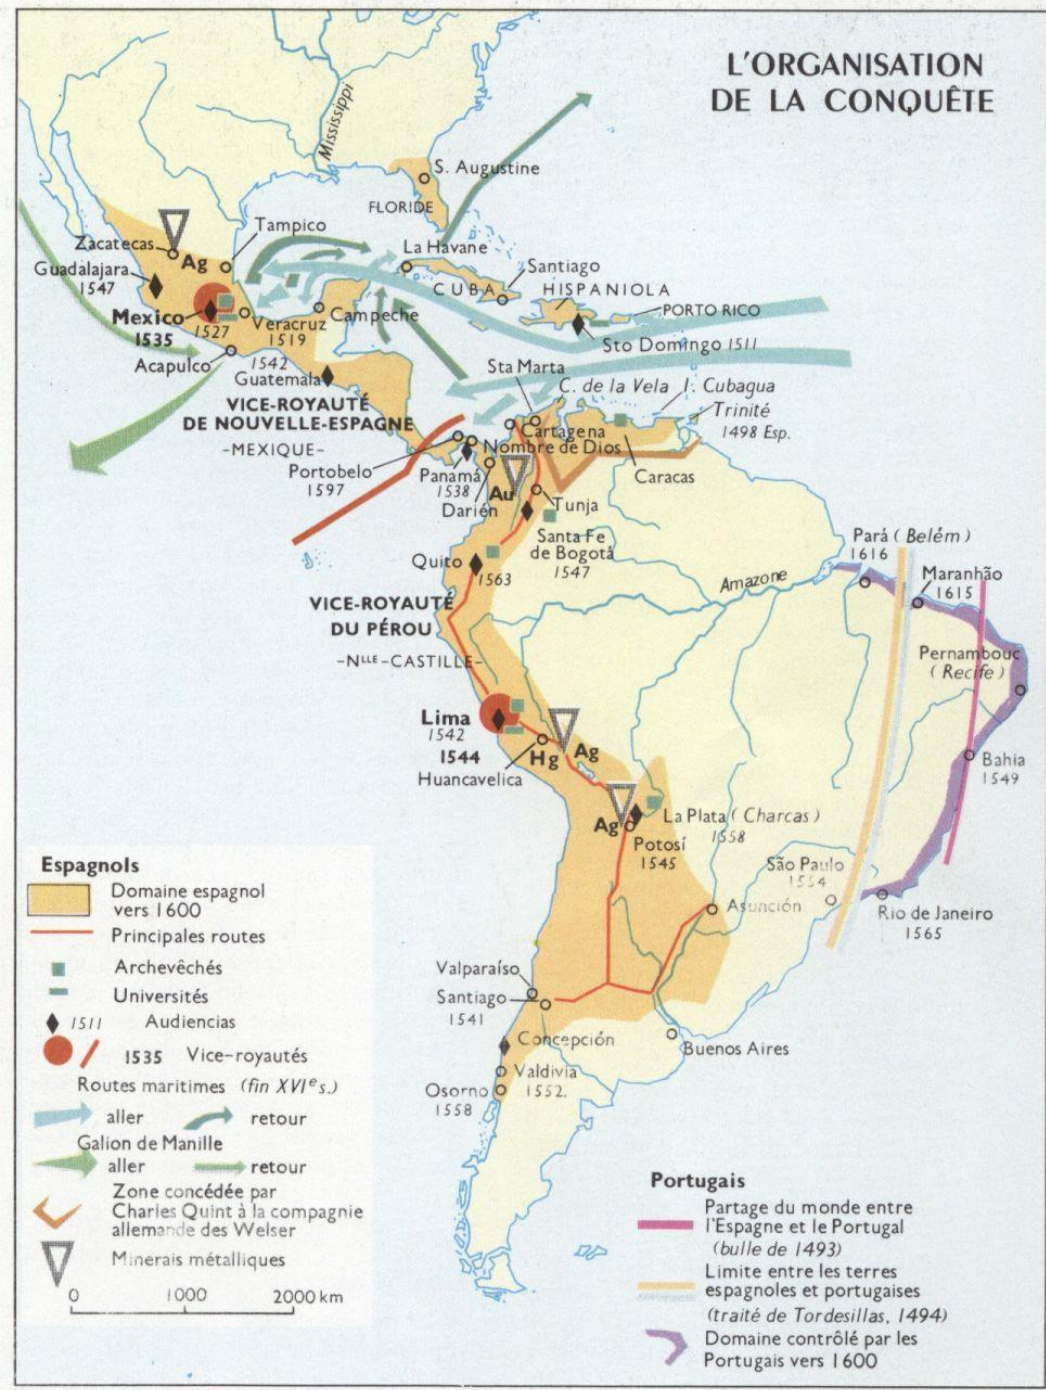 L'ORGANISATION
DE LA CONQUÊTE
Mississippi
S. Augustine
FLORIDE
Zacatecas
Ag
Tampico
La Havane
Guadalajara
1547
CUBA
Santiago
HISPANIOLA
PORTO RICO
Mexico
1535
1527
Veracruz
1519
Campeche
Sto Domingo 1511
Acapulco
1542
Guatemala
Sta Marta
C. de la Vela
I. Cubagua
Trinité
1498 Esp.
VICE-ROYAUTÉ
DE NOUVELLE-ESPAGNE
-MEXIQUE-
Cartagena
Nombre de Dios
Portobelo
1597
Panamá
1538
Darién
Au
Caracas
Tunja
Santa Fe
de Bogotá
1547
Quito
1563
Pará (Belém)
1616
Maranhão
1615
Amazone
VICE-ROYAUTÉ
DU PÉROU
-NLLE-CASTILLE-
Pernambouc
(Recife)
Lima
1542
1544
Hg
Ag
Huancavelica
Bahia
1549
Ag
La Plata (Charcas)
1558
Potosí
1545
São Paulo
1554
Asunción
Rio de Janeiro
1565
Valparaíso
Santiago
1541
Concepción
Buenos Aires
Valdivia
1552.
Osorno
1558
Espagnols
Domaine espagnol
vers 1600
Principales routes
Archevêchés
Universités
1511 Audiencias
1535 Vice-royautés
Routes maritimes (fin XVIe s.)
aller retour
Galion de Manille
aller retour
Zone concédée par
Charles Quint à la compagnie
allemande des Welser
Minerais métalliques
0 1000 2000 km
Portugais
Partage du monde entre
l'Espagne et le Portugal
(bulle de 1493)
Limite entre les terres
espagnoles et portugaises
(traité de Tordesillas, 1494)
Domaine contrôlé par les
Portugais vers 1600